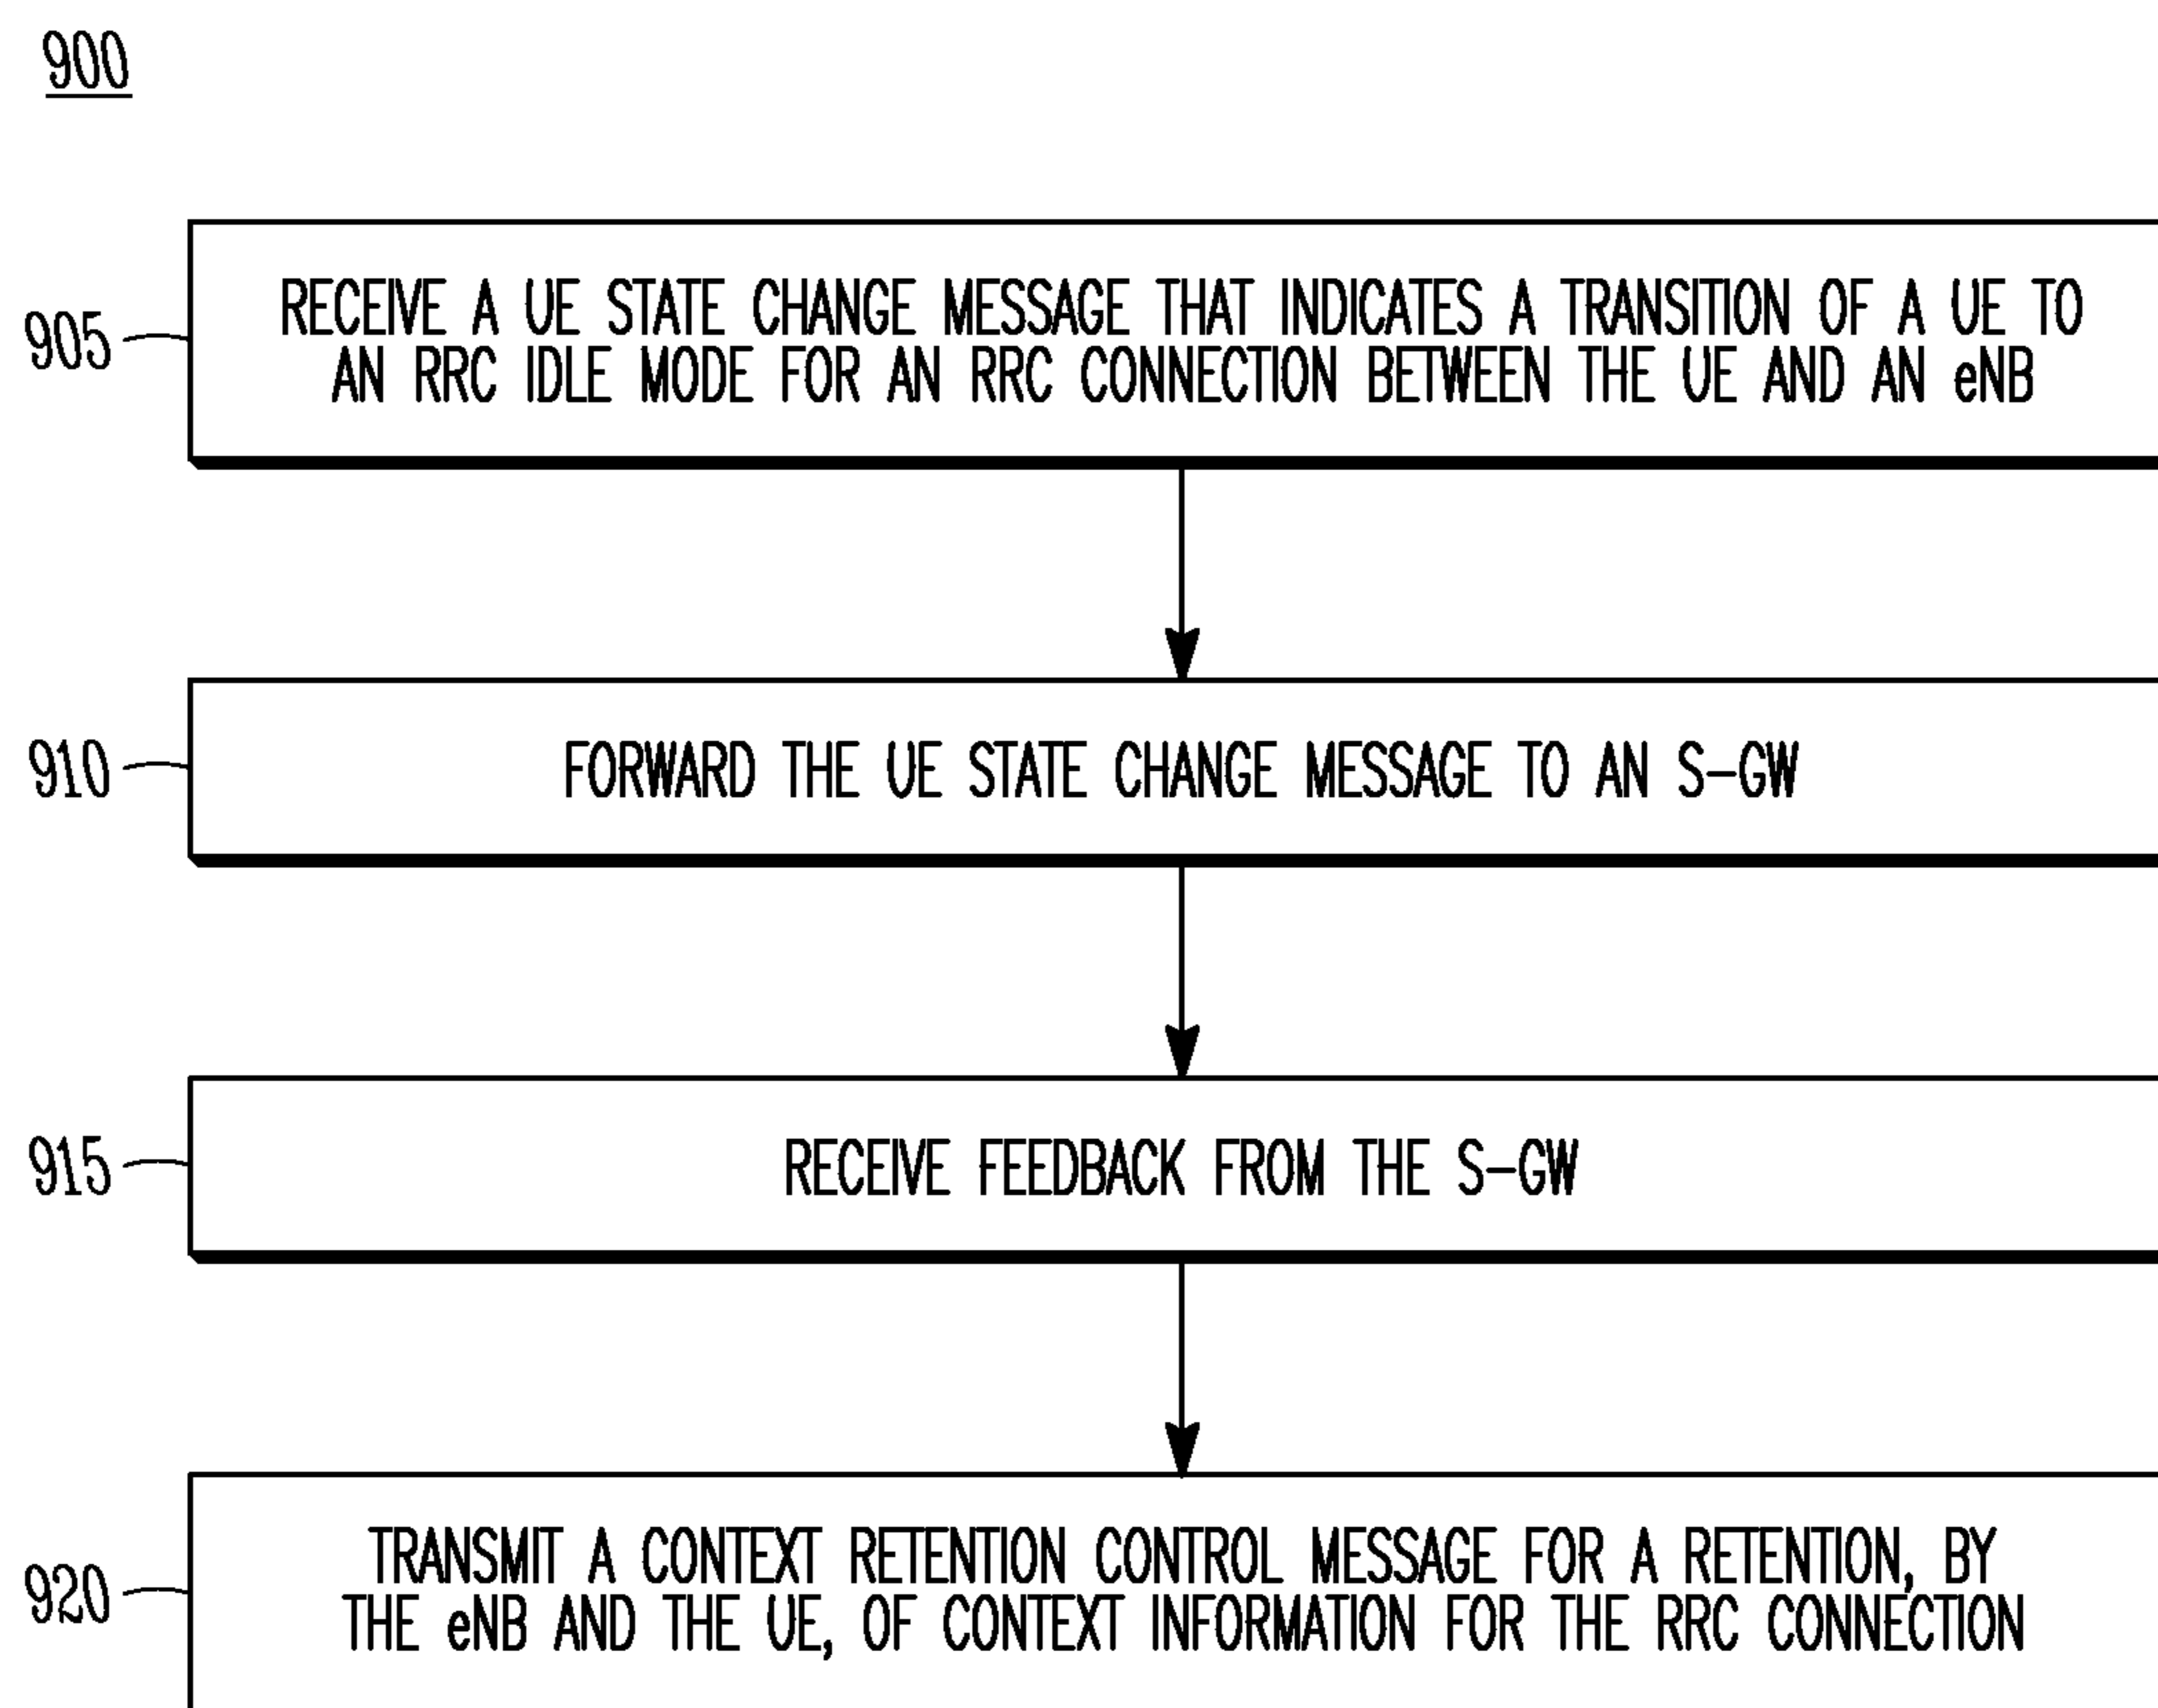 900
905
RECEIVE A UE STATE CHANGE MESSAGE THAT INDICATES A TRANSITION OF A UE TO
AN RRC IDLE MODE FOR AN RRC CONNECTION BETWEEN THE UE AND AN eNB
910
FORWARD THE UE STATE CHANGE MESSAGE TO AN S-GW
915
RECEIVE FEEDBACK FROM THE S-GW
920
TRANSMIT A CONTEXT RETENTION CONTROL MESSAGE FOR A RETENTION, BY
THE eNB AND THE UE, OF CONTEXT INFORMATION FOR THE RRC CONNECTION